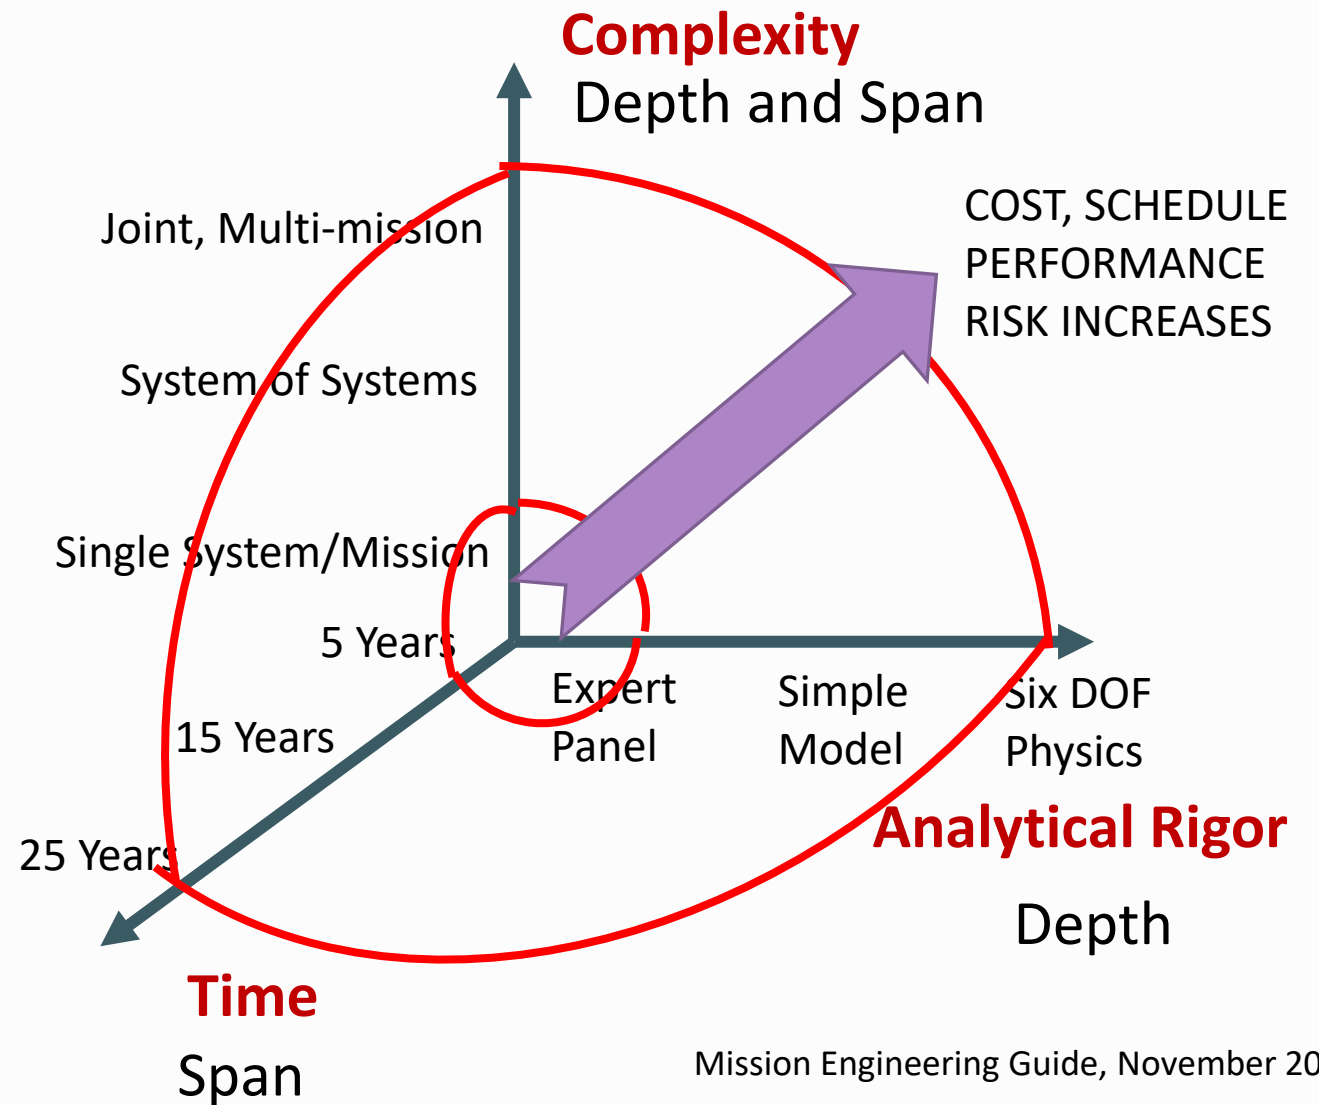 Complexity
Depth and Span
COST, SCHEDULE
PERFORMANCE
RISK INCREASES
Joint, Multi-mission
System of Systems
Single System/Mission
5 Years
15 Years
25 Years
Expert
Panel
Simple
Model
Six DOF
Physics
Analytical Rigor
Depth
Time
Span
Mission Engineering Guide, November 20